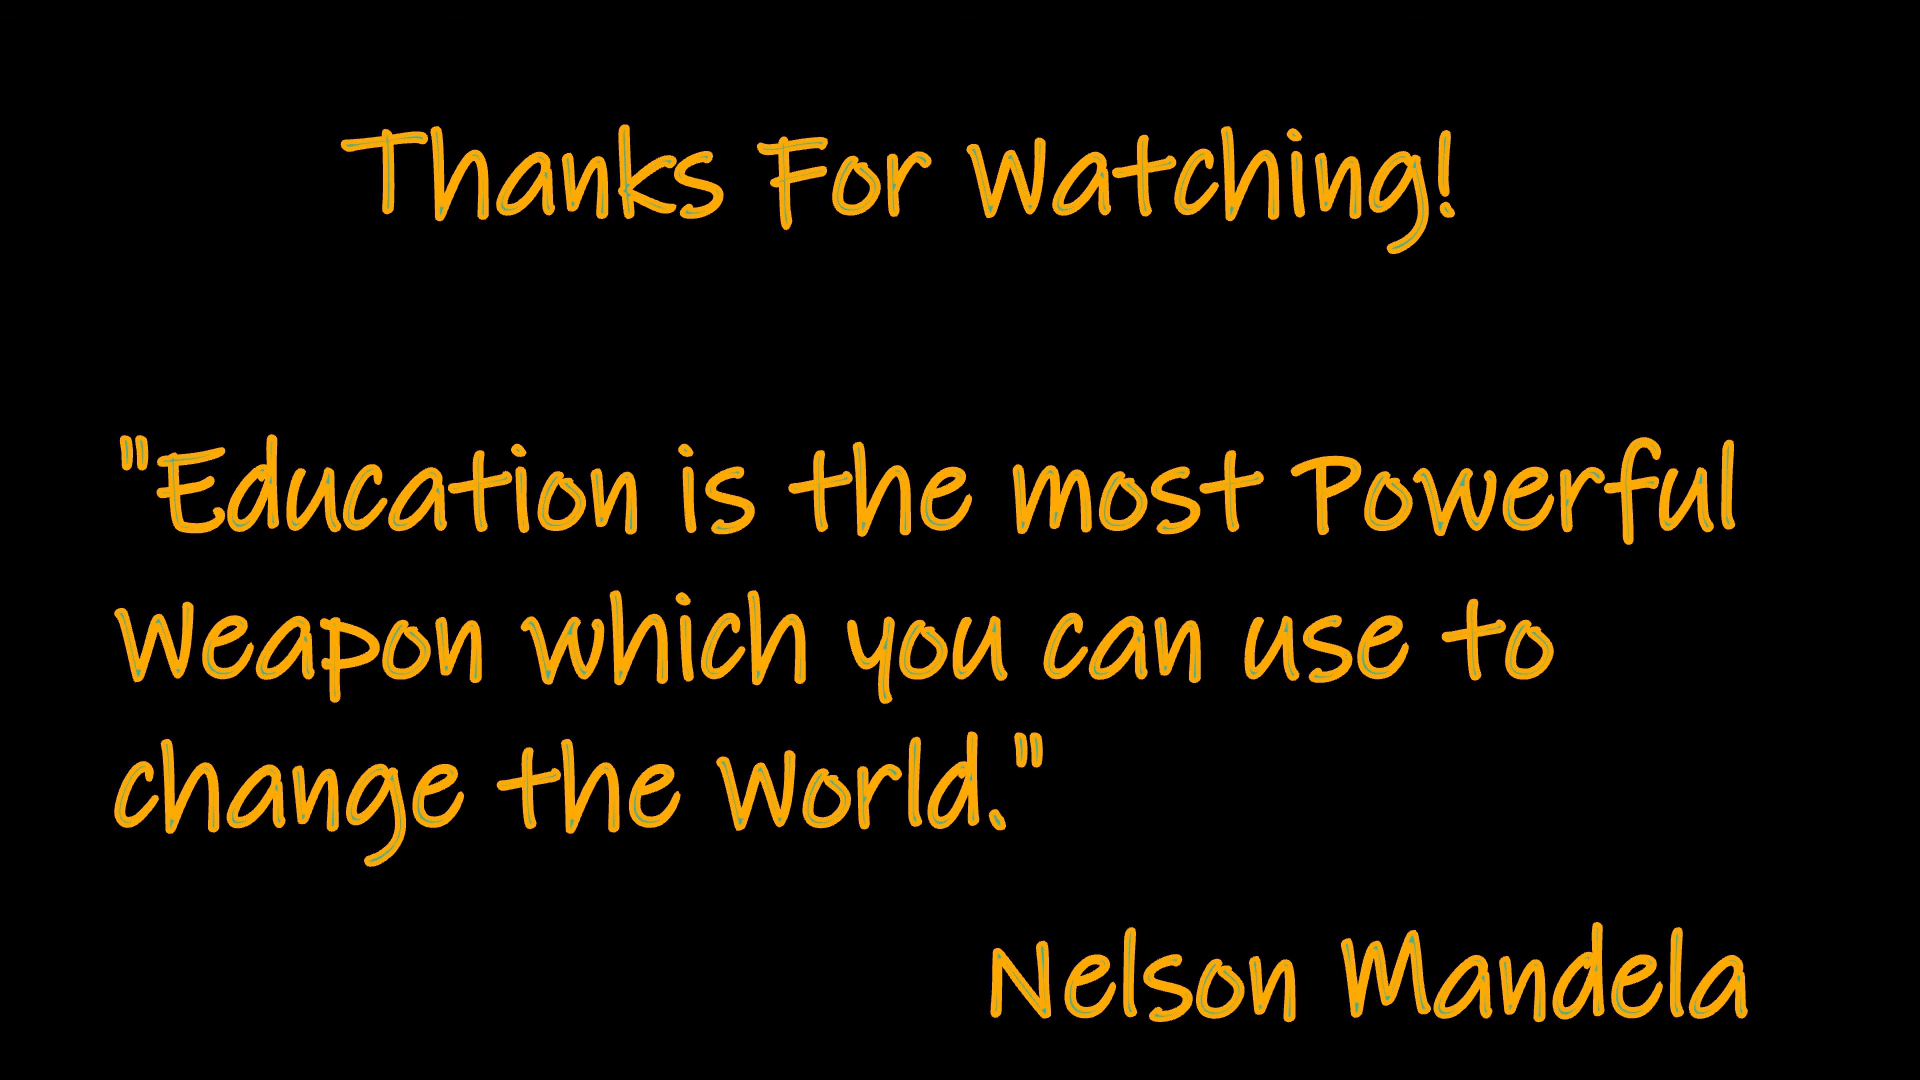 Thanks For Watching!
"Education is the most Powerful
Weapon which you can use to
change the World."
Nelson Mandela